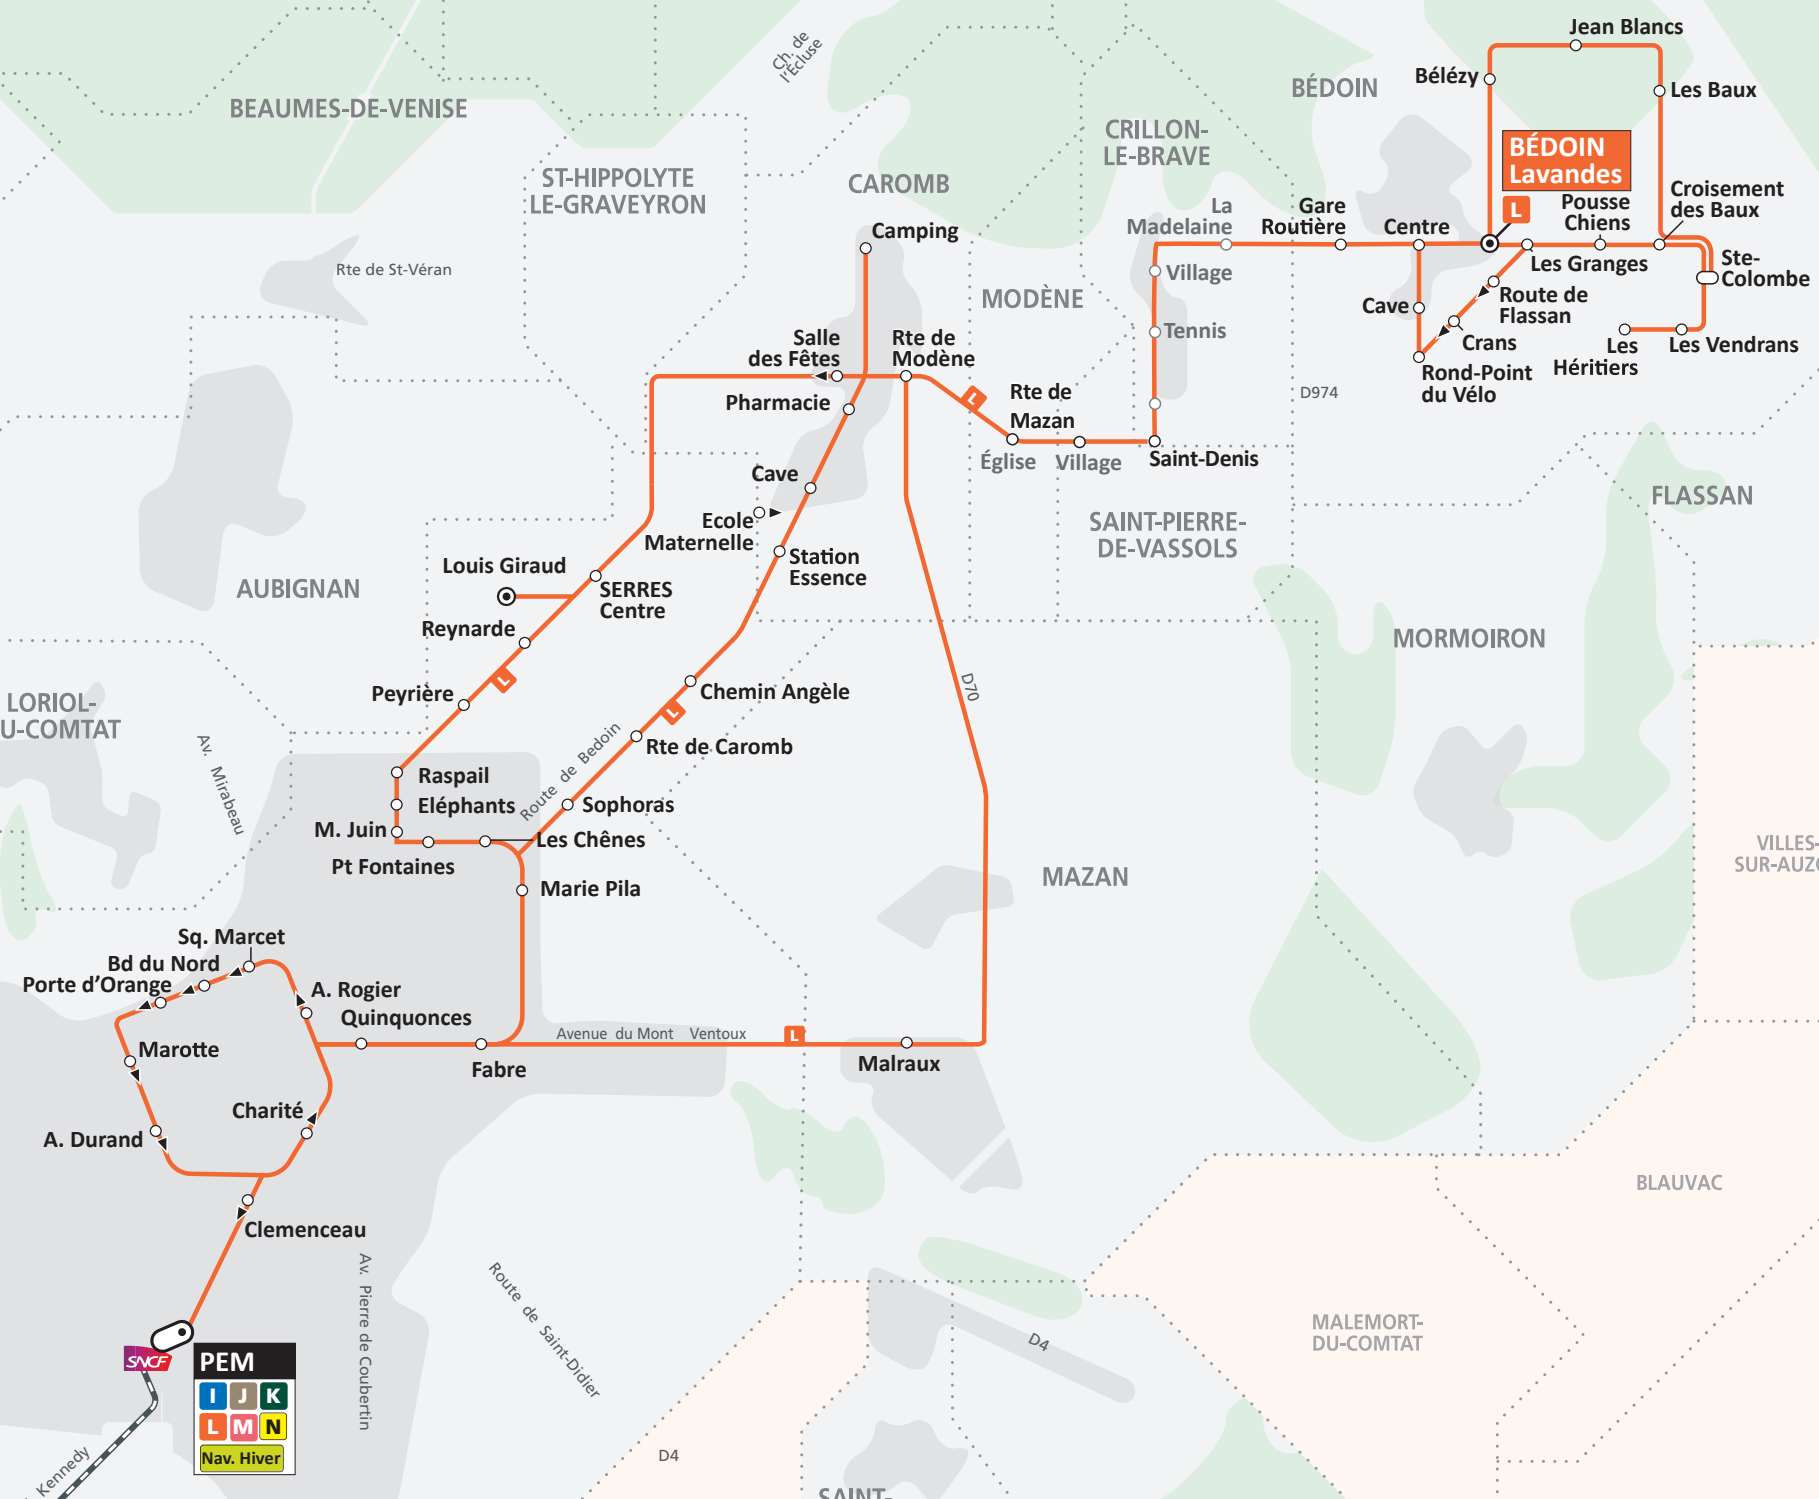 Jean Blancs
Ch. de
l'Écluse
Bélézy
BÉDOIN
Les Baux
BEAUMES-DE-VENISE
CRILLON-
LE-BRAVE
BÉDOIN
Lavandes
L
ST-HIPPOLYTE
LE-GRAVEYRON
CAROMB
Croisement
des Baux
Pousse
Chiens
La
Madelaine
Gare
Routière
Centre
Camping
Ste-
Colombe
Les Granges
Rte de St-Véran
Village
MODÈNE
Route de
Flassan
Cave
Tennis
Crans
Les Vendrans
Les
Héritiers
Salle
des Fêtes
Rte de
Modène
Rond-Point
du Vélo
D974
L
Rte de
Mazan
Pharmacie
Église
Village
Saint-Denis
Cave
FLASSAN
Ecole
Maternelle
SAINT-PIERRE-
DE-VASSOLS
Station
Essence
Louis Giraud
AUBIGNAN
SERRES
Centre
Reynarde
MORMOIRON
L
Peyrière
Chemin Angèle
D70
LORIOL-
U-COMTAT
L
Rte de Caromb
Av. Mirabeau
Route de Bedoin
Raspail
Eléphants
Sophoras
M. Juin
Les Chênes
Pt Fontaines
VILLES-
SUR-AUZO
MAZAN
Marie Pila
Sq. Marcet
Bd du Nord
Porte d'Orange
A. Rogier
Quinquonces
Avenue du Mont Ventoux
L
Marotte
Fabre
Malraux
Charité
A. Durand
BLAUVAC
Clemenceau
Av. Pierre de Coubertin
Route de Saint-Didier
MALEMORT-
DU-COMTAT
D4
SNCF
PEM
I J K
L M N
Nav. Hiver
D4
Kennedy
SAINT-